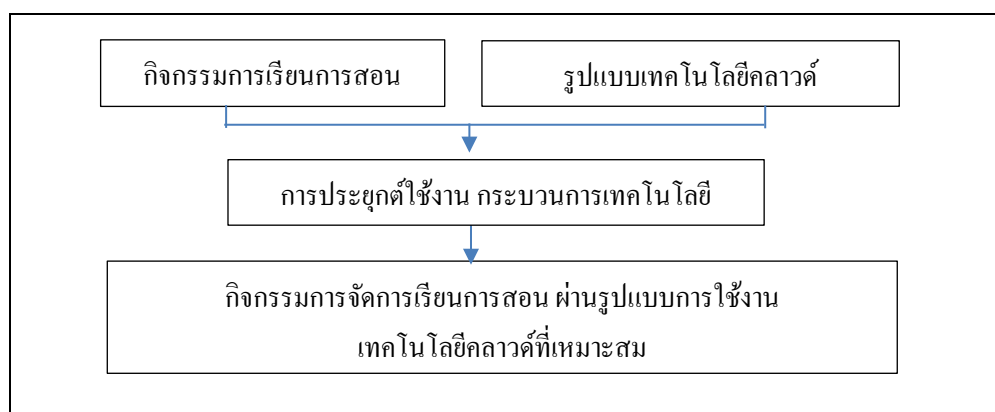 กิจกรรมการเรียนการสอน
รูปแบบเทคโนโลยีคลาวด์
การประยุกต์ใช้งาน กระบวนการเทคโนโลยี
กิจกรรมการจัดการเรียนการสอน ผ่านรูปแบบการใช้งาน
เทคโนโลยีคลาวด์ที่เหมาะสม